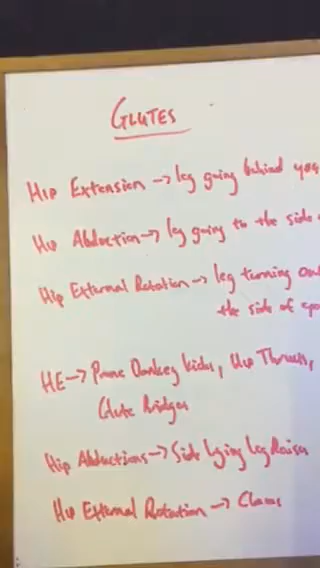 GLUTES
Hip Extension → leg going behind you
Hip Abduction → leg going to the side
Hip External Rotation → leg turning out
the side of
HE → Prone Donkey kicks, Hip Thrusts,
Glute Bridges
Hip Abductions → Side lying leg Raises
Hip External Rotation → Clams